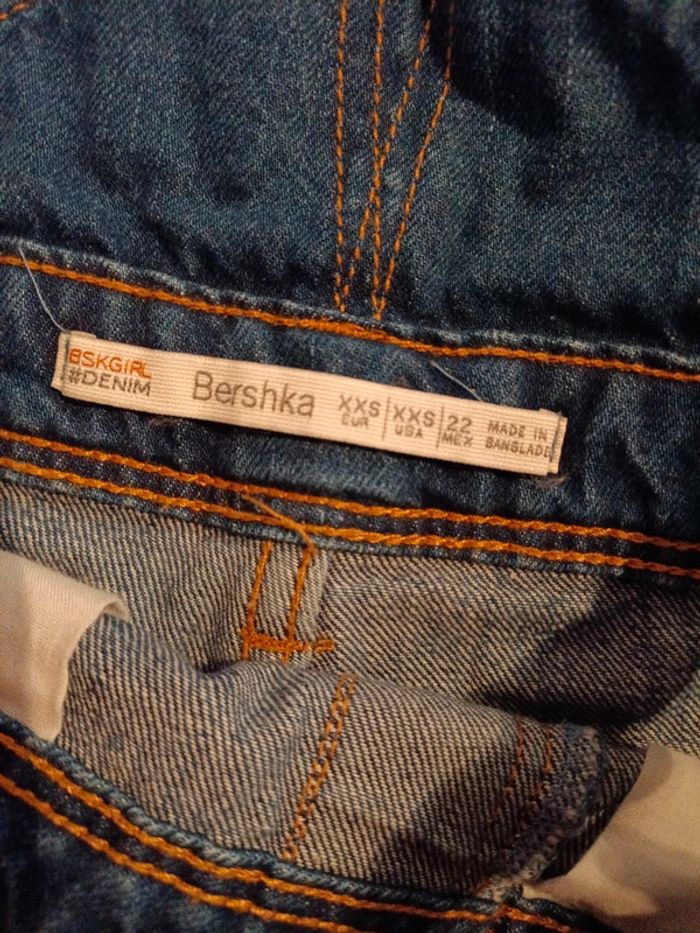 BSKGIRL
#DENIM
Bershka
XXS EUR
XXS USA
22 MEX
MADE IN
BANGLADE